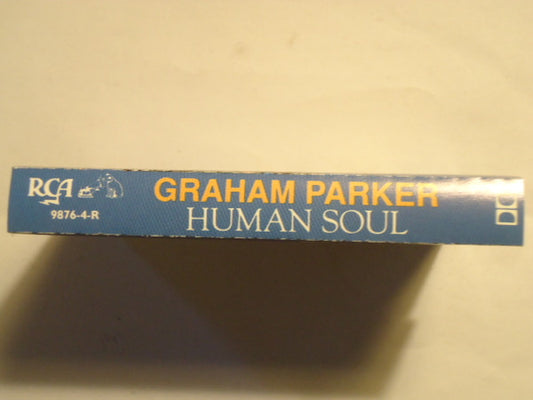 RCA
9876-4-R
GRAHAM PARKER
HUMAN SOUL